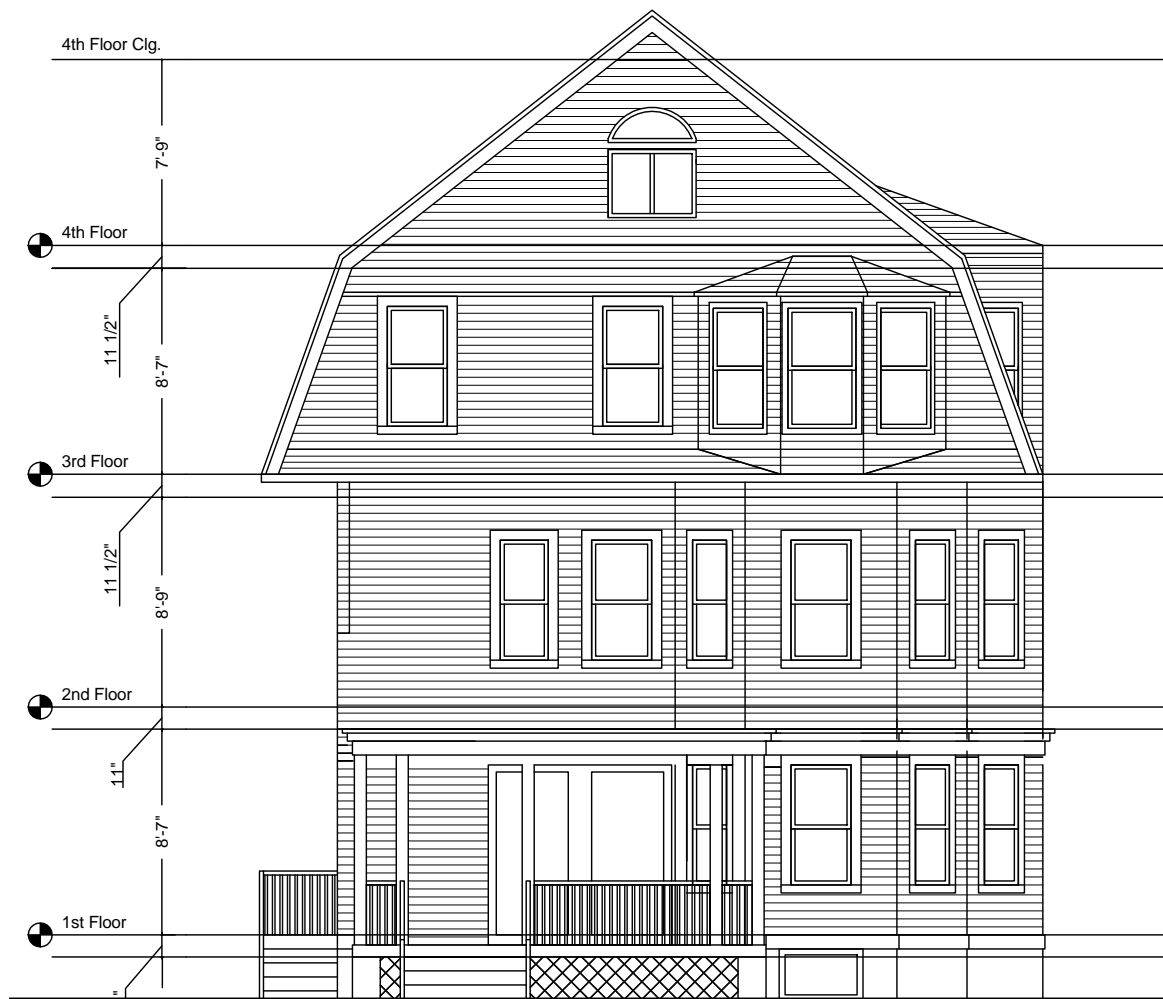 4th Floor Clg.
7'-9"
4th Floor
11 1/2"
8'-7"
3rd Floor
11 1/2"
8'-9"
2nd Floor
11"
8'-7"
1st Floor
"